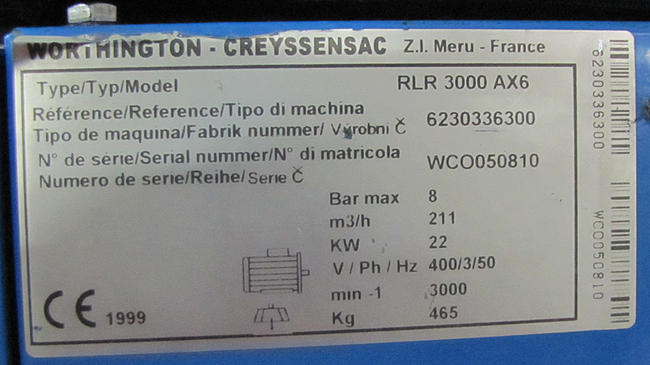 WORTHINGTON - CREYSSENSAC Z.I. Meru - France
Type/Typ/Model RLR 3000 AX6
Référence/Reference/Tipo di machina
Tipo de maquina/Fabrik nummer/ Výrobni Č 6230336300
N° de série/Serial nummer/N° di matricola
Numero de serie/Reihe/ Serie Č WCO050810
Bar max 8
m3/h 211
KW 22
V / Ph / Hz 400/3/50
min -1 3000
Kg 465
CE 1999
6230336300
WCO050810